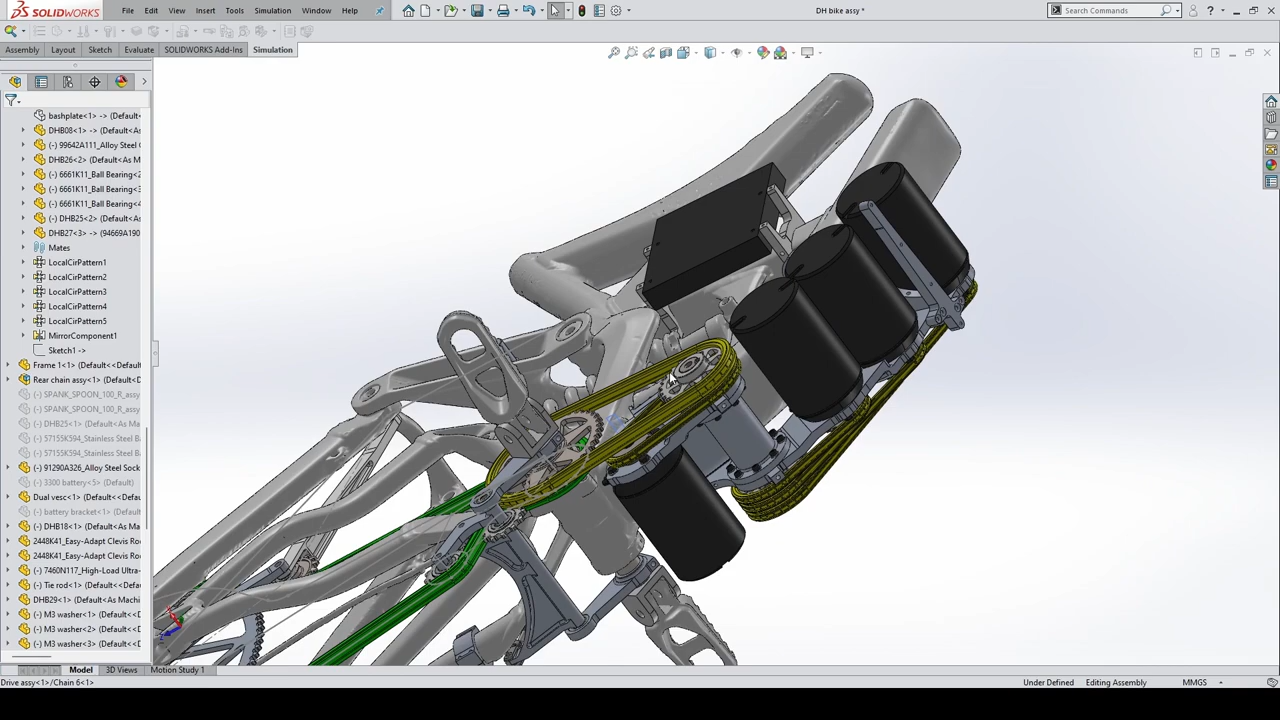 SOLIDWORKS
File Edit View Insert Tools Simulation Window Help
DH bike assy *
Search Commands
Assembly Layout Sketch Evaluate SOLIDWORKS Add-Ins Simulation
bashplate<1> -> (Default<
DHB08<1> -> (Default<As
(-) 99642A111_Alloy Steel C
DHB26<2> (Default<As M
(-) 6661K11_Ball Bearing<2
(-) 6661K11_Ball Bearing<3
(-) 6661K11_Ball Bearing<4
(-) DHB25<2> (Default<As
DHB27<3> -> (94669A190
Mates
LocalCirPattern1
LocalCirPattern2
LocalCirPattern3
LocalCirPattern4
LocalCirPattern5
MirrorComponent1
Sketch1 ->
Frame 1<1> (Default<<Defa
Rear chain assy<1> (Default
(-) SPANK_SPOON_100_R_assy
(-) SPANK_SPOON_100_R_assy
(-) DHB25<1> (Default<As M
(-) 57155K594_Stainless Steel Ba
(-) 57155K594_Stainless Steel Ba
(-) 91290A326_Alloy Steel Sock
(-) 3300 battery<5> (Default)
Dual vesc<1> (Default<As M
(-) battery bracket<1> (Default
(-) DHB18<1> (Default<As M
2448K41_Easy-Adapt Clevis Ro
2448K41_Easy-Adapt Clevis Ro
(-) 7460N117_High-Load Ultra-
(-) Tie rod<1> (Default<<Defa
DHB29<1> (Default<As Machi
(-) M3 washer<1> (Default<<D
(-) M3 washer<2> (Default<<D
(-) M3 washer<3> (Default<<D
Model 3D Views Motion Study 1
Drive assy<1>/Chain 6<1>
Under Defined Editing Assembly MMGS